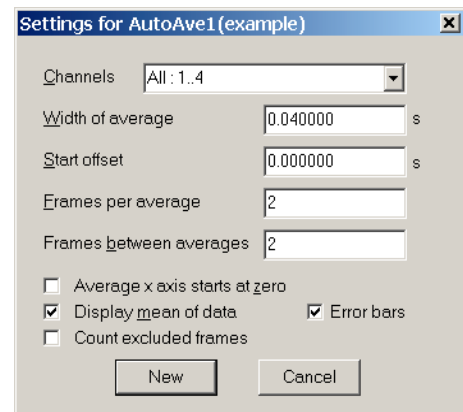 Settings for AutoAve1(example)
Channels All : 1..4
Width of average 0.040000 s
Start offset 0.000000 s
Frames per average 2
Frames between averages 2
Average x axis starts at zero
Display mean of data Error bars
Count excluded frames
New Cancel